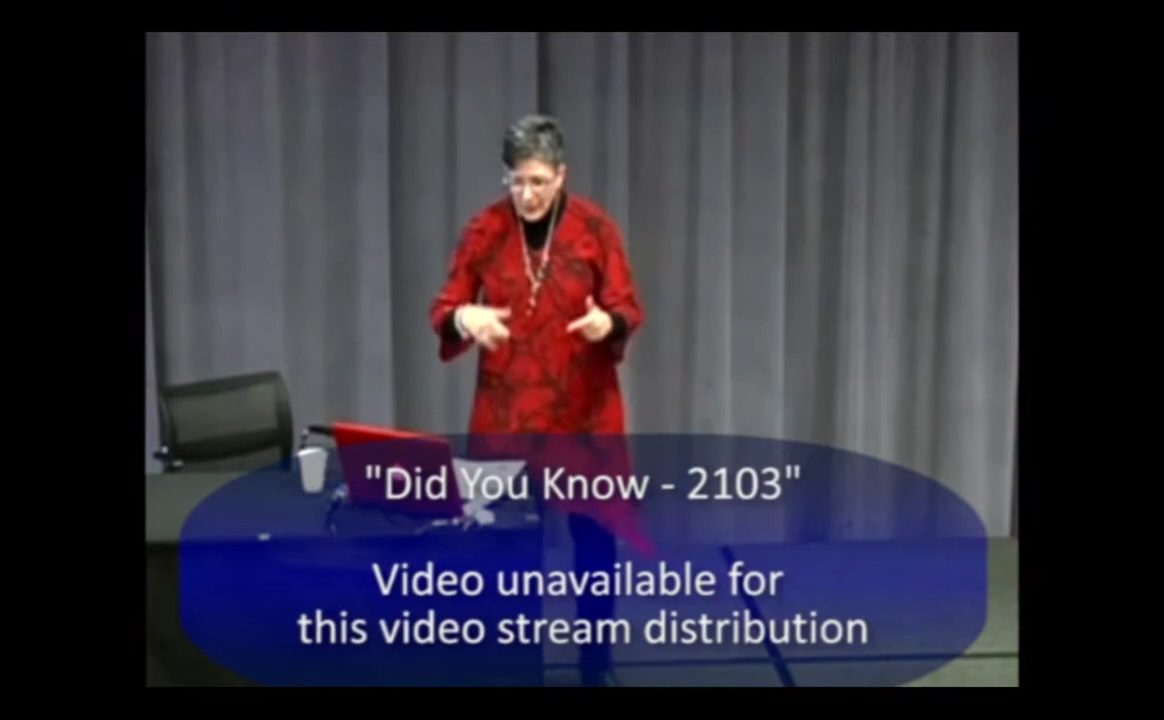 "Did You Know - 2103"
Video unavailable for
this video stream distribution